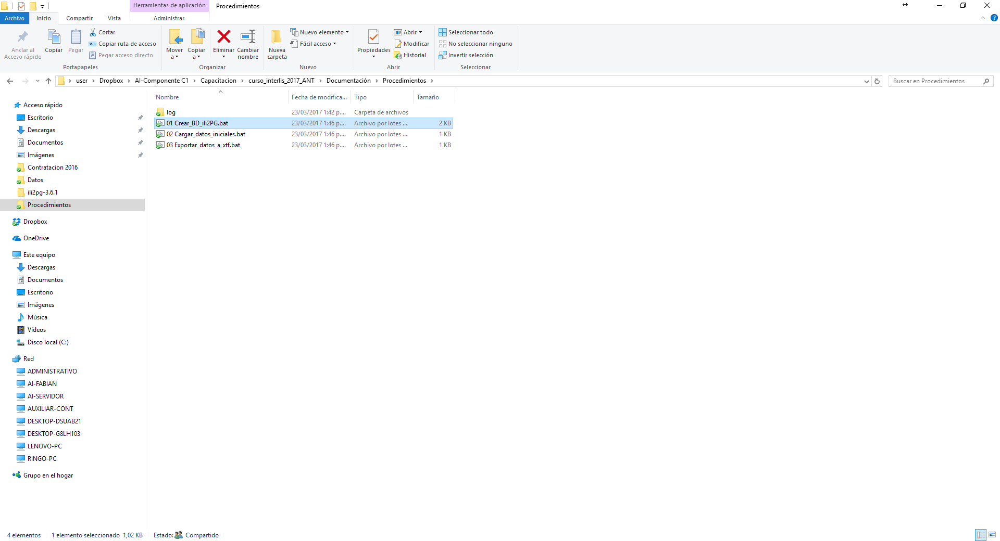 Herramientas de aplicación
Procedimientos
Archivo
Inicio
Compartir
Vista
Administrar
Anclar al
Acceso rápido
Copiar
Pegar
Cortar
Copiar ruta de acceso
Pegar acceso directo
Portapapeles
Mover
a
Copiar
a
Eliminar
Cambiar
nombre
Organizar
Nueva
carpeta
Nuevo elemento
Fácil acceso
Nuevo
Propiedades
Abrir
Modificar
Historial
Abrir
Seleccionar todo
No seleccionar ninguno
Invertir selección
Seleccionar
user > Dropbox > AI-Componente C1 > Capacitacion > curso_interlis_2017_ANT > Documentación > Procedimientos >
Buscar en Procedimientos
Acceso rápido
Escritorio
Descargas
Documentos
Imágenes
Contratacion 2016
Datos
ili2pg-3.6.1
Procedimientos
Dropbox
OneDrive
Este equipo
Descargas
Documentos
Escritorio
Imágenes
Música
Vídeos
Disco local (C:)
Red
ADMINISTRATIVO
AI-FABIAN
AI-SERVIDOR
AUXILIAR-CONT
DESKTOP-DSUAB21
DESKTOP-G8LH103
LENOVO-PC
RINGO-PC
Grupo en el hogar
Nombre Fecha de modifica... Tipo Tamaño
log 23/03/2017 1:42 p.... Carpeta de archivos
01 Crear_BD_ili2PG.bat 23/03/2017 1:46 p.... Archivo por lotes ... 2 KB
02 Cargar_datos_iniciales.bat 23/03/2017 1:46 p.... Archivo por lotes ... 1 KB
03 Exportar_datos_a_xtf.bat 23/03/2017 1:46 p.... Archivo por lotes ... 1 KB
4 elementos 1 elemento seleccionado 1,02 KB Estado: Compartido